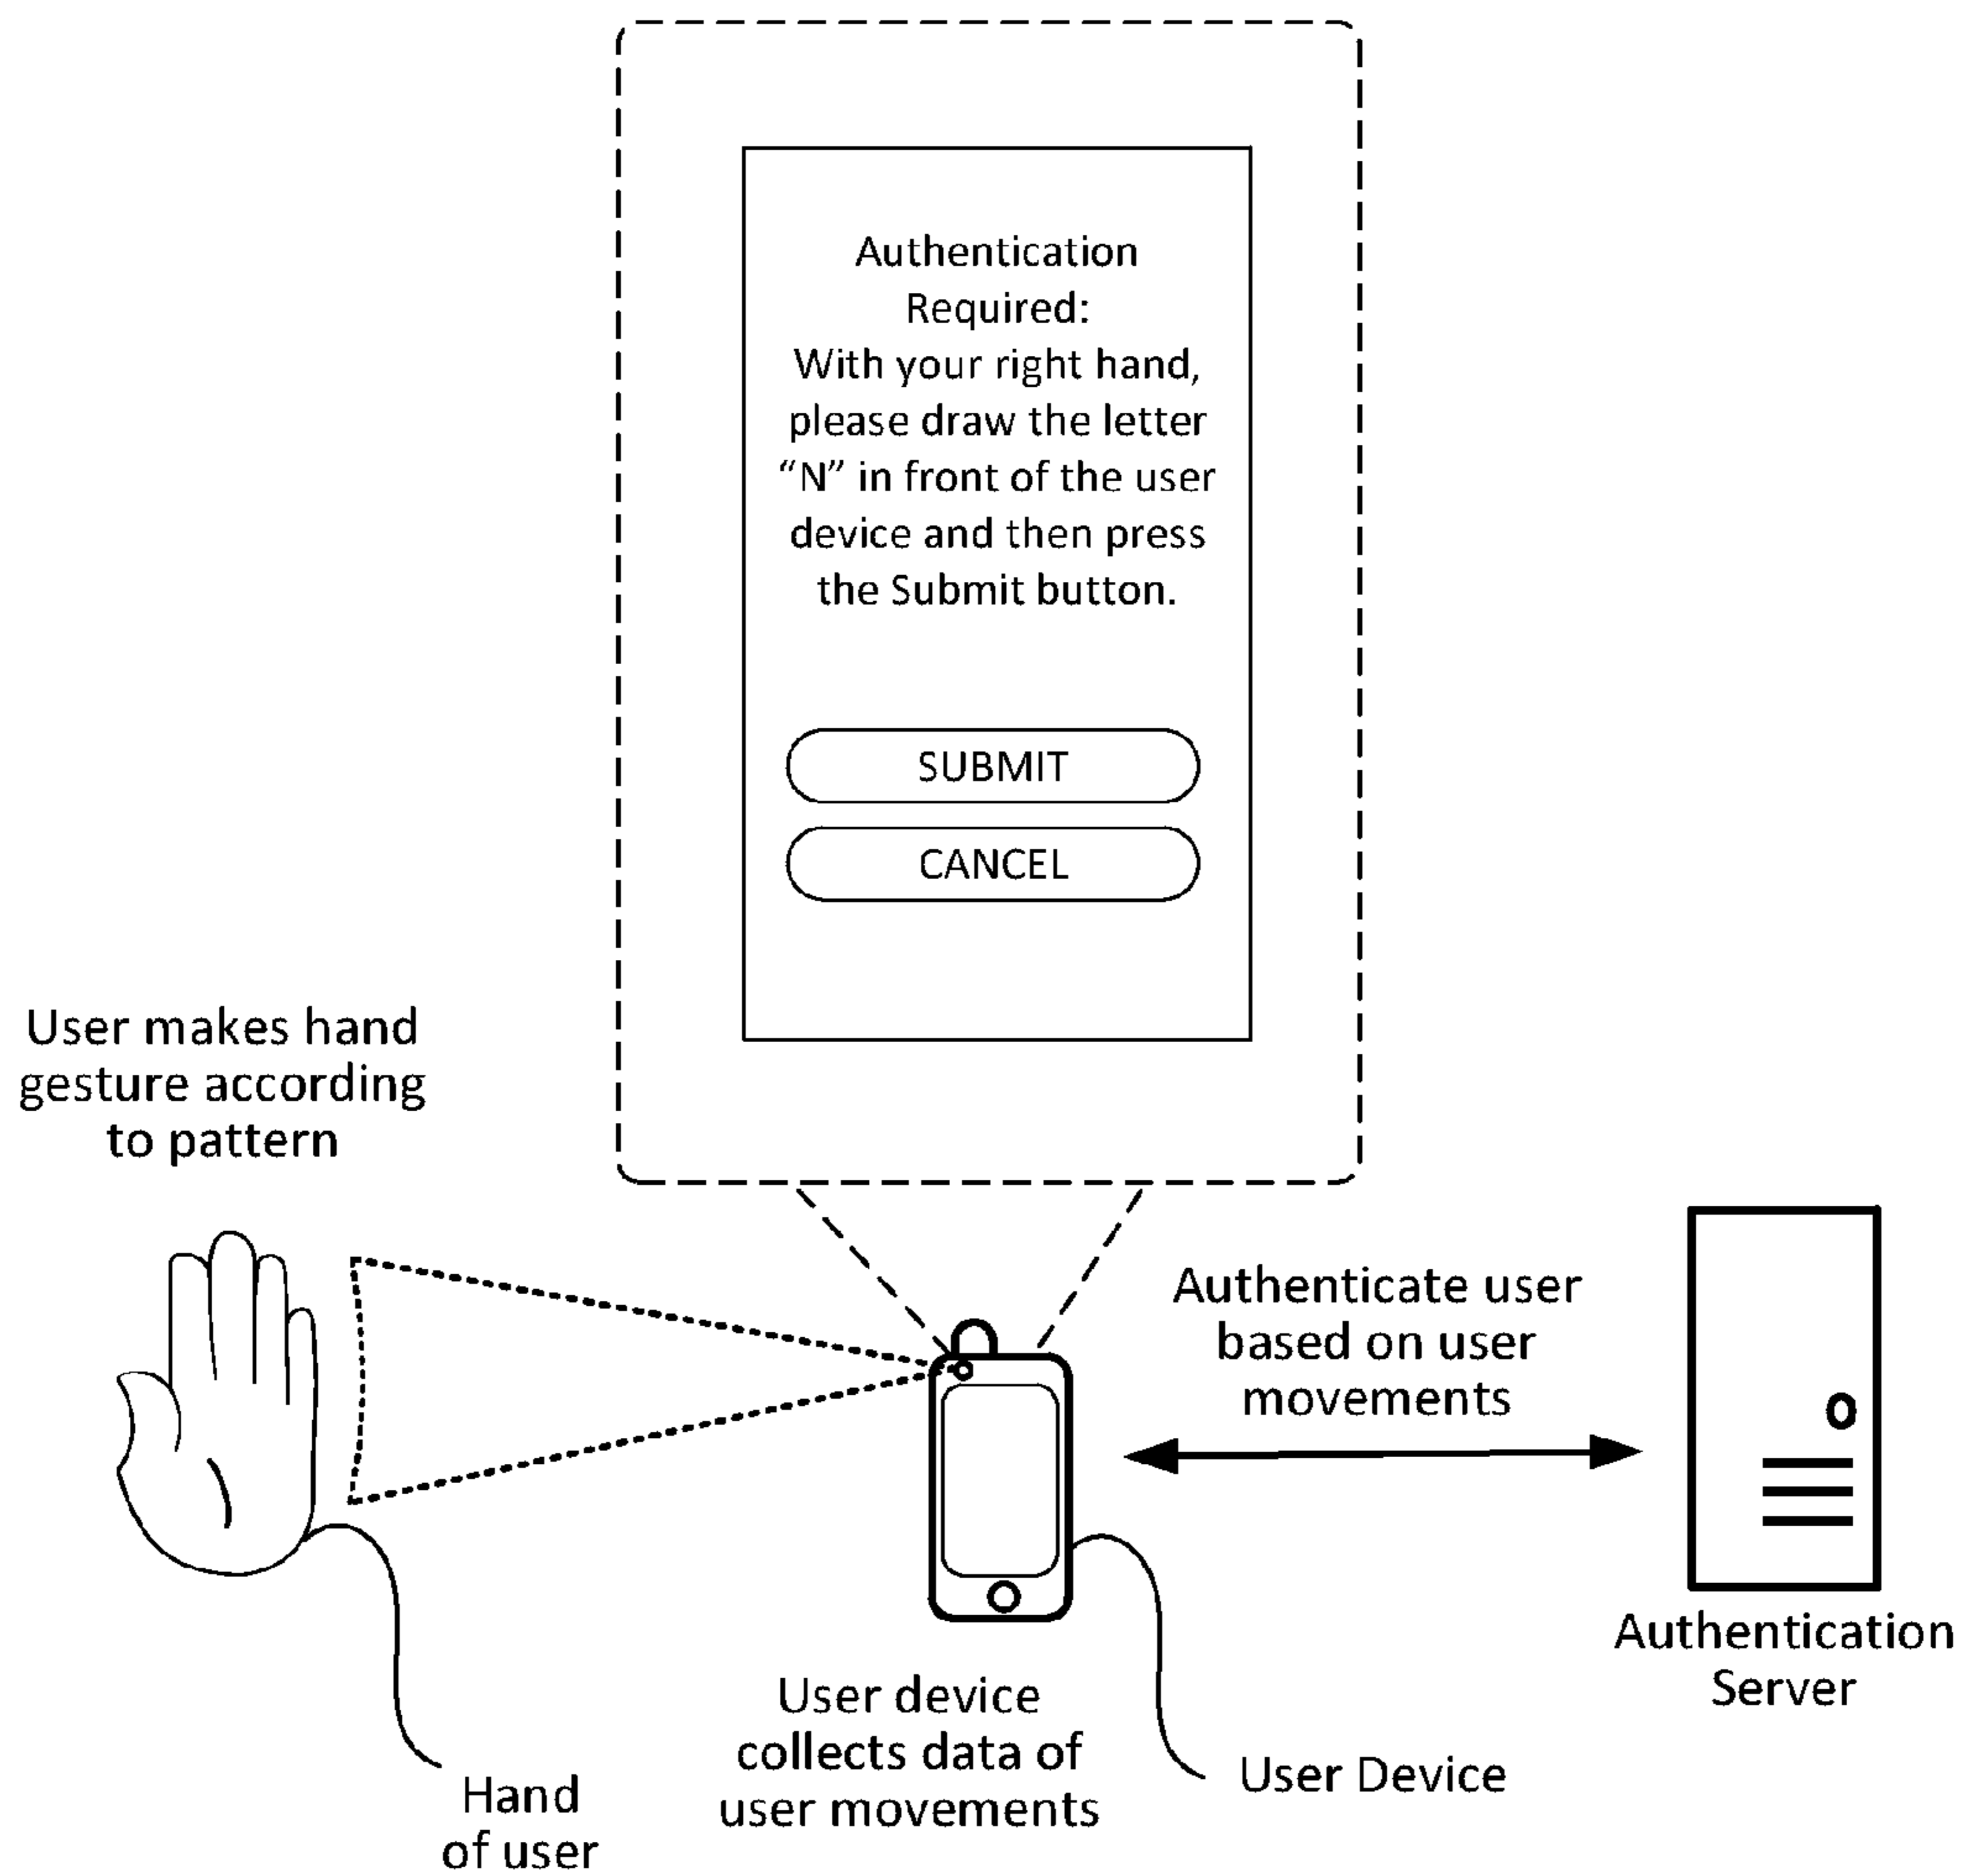 Authentication
Required:
With your right hand,
please draw the letter
“N” in front of the user
device and then press
the Submit button.
SUBMIT
CANCEL
User makes hand
gesture according
to pattern
Authenticate user
based on user
movements
Authentication
Server
User device
collects data of
user movements
User Device
Hand
of user